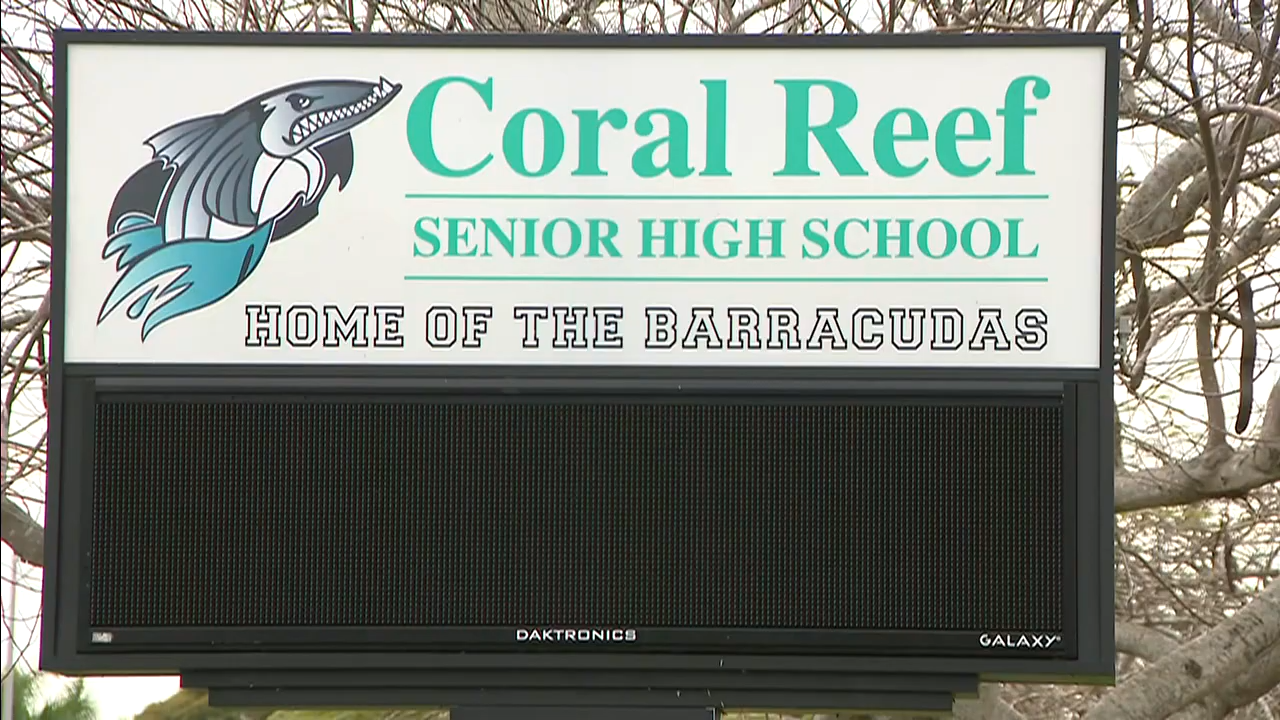 Coral Reef
SENIOR HIGH SCHOOL
HOME OF THE BARRACUDAS
DAKTRONICS
GALAXY®